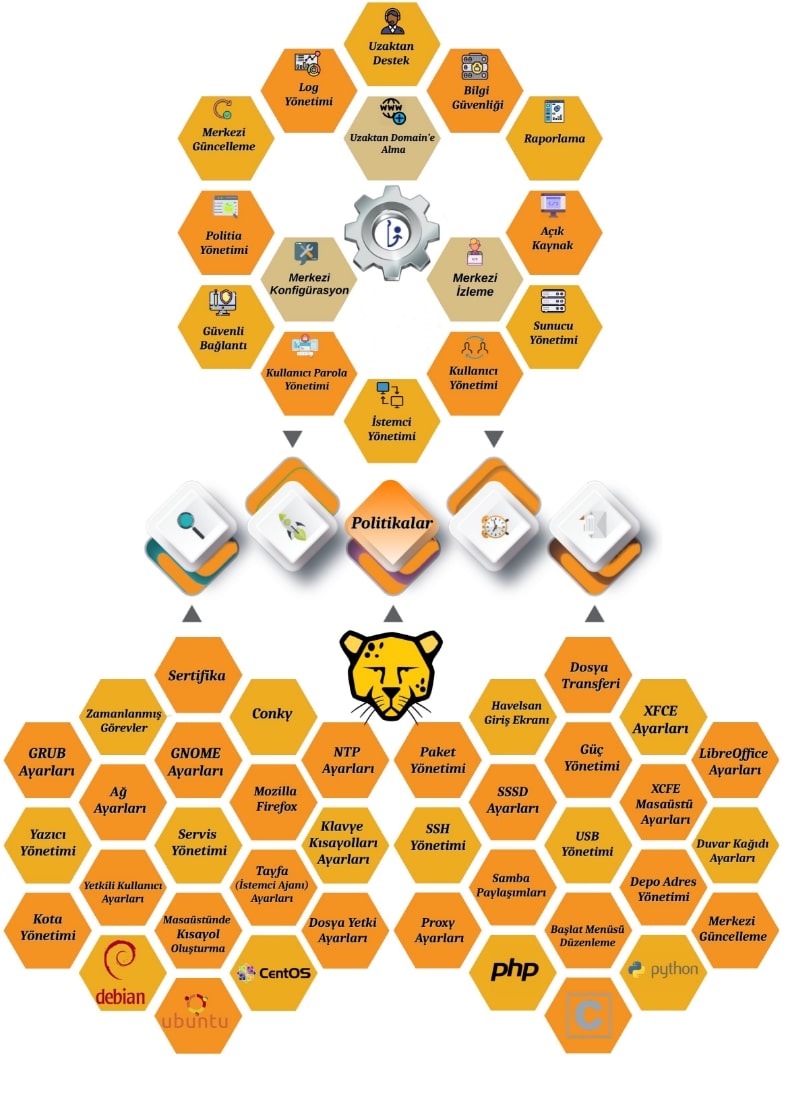 Uzaktan
Destek
Log
Yönetimi
Bilgi
Güvenliği
Merkezi
Güncelleme
WWW
Uzaktan Domain'e
Alma
Raporlama
Politia
Yönetimi
Açık
Kaynak
Merkezi
Konfigürasyon
Merkezi
İzleme
Güvenli
Bağlantı
Sunucu
Yönetimi
Kullanıcı Parola
Yönetimi
Kullanıcı
Yönetimi
İstemci
Yönetimi
Politikalar
Sertifika
Dosya
Transferi
Zamanlanmış
Görevler
Conky
Havelsan
Giriş Ekranı
XFCE
Ayarları
GRUB
Ayarları
GNOME
Ayarları
NTP
Ayarları
Paket
Yönetimi
Güç
Yönetimi
LibreOffice
Ayarları
Ağ
Ayarları
Mozilla
Firefox
SSSD
Ayarları
XCFE
Masaüstü
Ayarları
Yazıcı
Yönetimi
Servis
Yönetimi
Klavye
Kısayolları
Ayarları
SSH
Yönetimi
USB
Yönetimi
Duvar Kağıdı
Ayarları
Yetkili Kullanıcı
Ayarları
Tayfa
(İstemci Ajanı)
Ayarları
Samba
Paylaşımları
Depo Adres
Yönetimi
Kota
Yönetimi
Masaüstünde
Kısayol
Oluşturma
Dosya Yetki
Ayarları
Proxy
Ayarları
Başlat Menüsü
Düzenleme
Merkezi
Güncelleme
debian
CentOS
php
python
ubuntu
C